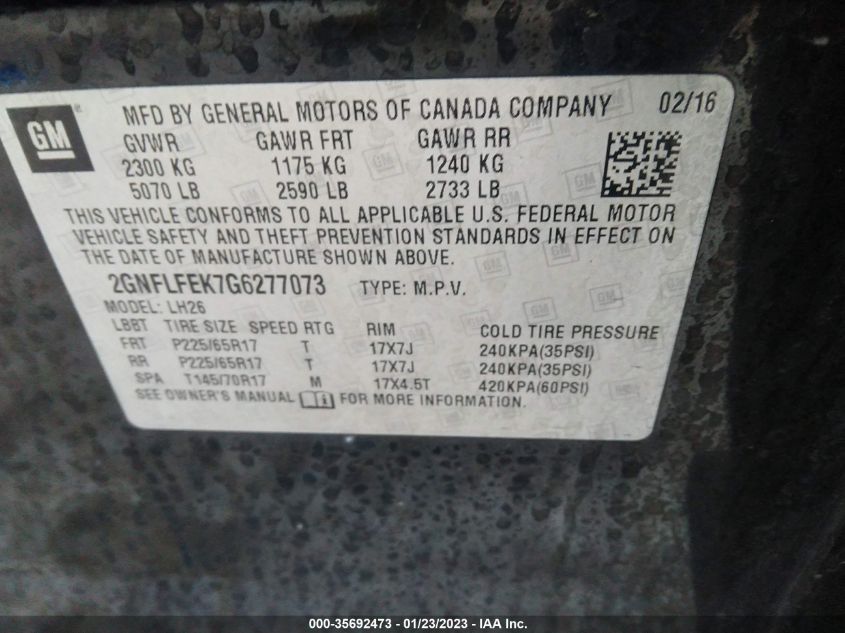 GM
MFD BY GENERAL MOTORS OF CANADA COMPANY 02/16
GVWR GAWR FRT GAWR RR
2300 KG 1175 KG 1240 KG
5070 LB 2590 LB 2733 LB
THIS VEHICLE CONFORMS TO ALL APPLICABLE U.S. FEDERAL MOTOR
VEHICLE SAFETY AND THEFT PREVENTION STANDARDS IN EFFECT ON
THE DATE OF MANUFACTURE SHOWN ABOVE.
2GNFLFEK7G6277073 TYPE: M.P.V.
MODEL: LH26
LBBT TIRE SIZE SPEED RTG RIM COLD TIRE PRESSURE
FRT P225/65R17 T 17X7J 240KPA(35PSI)
RR P225/65R17 T 17X7J 240KPA(35PSI)
SPA T145/70R17 M 17X4.5T 420KPA(60PSI)
SEE OWNER'S MANUAL FOR MORE INFORMATION.
000-35692473 - 01/23/2023 - IAA Inc.